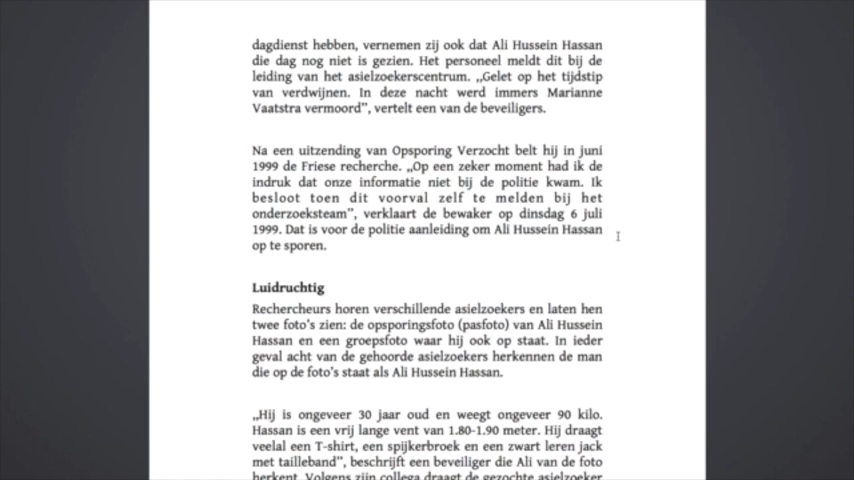 dagdienst hebben, vernemen zij ook dat Ali Hussein Hassan
die dag nog niet is gezien. Het personeel meldt dit bij de
leiding van het asielzoekerscentrum. „Gelet op het tijdstip
van verdwijnen. In deze nacht werd immers Marianne
Vaatstra vermoord”, vertelt een van de beveiligers.
Na een uitzending van Opsporing Verzocht belt hij in juni
1999 de Friese recherche. „Op een zeker moment had ik de
indruk dat onze informatie niet bij de politie kwam. Ik
besloot toen dit voorval zelf te melden bij het
onderzoeksteam”, verklaart de bewaker op dinsdag 6 juli
1999. Dat is voor de politie aanleiding om Ali Hussein Hassan
op te sporen.
Luidruchtig
Rechercheurs horen verschillende asielzoekers en laten hen
twee foto’s zien: de opsporingsfoto (pasfoto) van Ali Hussein
Hassan en een groepsfoto waar hij ook op staat. In ieder
geval acht van de gehoorde asielzoekers herkennen de man
die op de foto’s staat als Ali Hussein Hassan.
„Hij is ongeveer 30 jaar oud en weegt ongeveer 90 kilo.
Hassan is een vrij lange vent van 1.80-1.90 meter. Hij draagt
veelal een T-shirt, een spijkerbroek en een zwart leren jack
met tailleband”, beschrijft een beveiliger die Ali van de foto
herkent. Volgens zijn collega draagt de gezochte asielzoeker